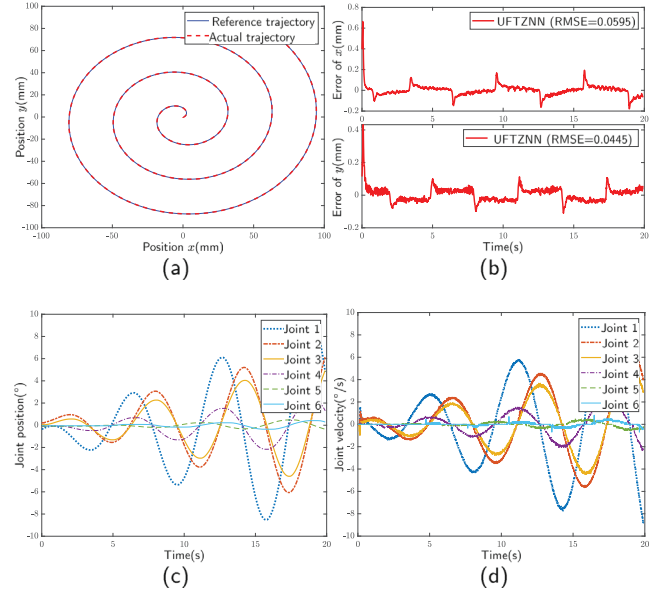 Reference trajectory
Actual trajectory
Position y(mm)
100
80
60
40
20
0
-20
-40
-60
-80
-100
-100
-50
0
50
100
Position x(mm)
(a)
UFTZNN (RMSE=0.0595)
Error of x(mm)
0.8
0.6
0.4
0.2
0
-0.2
UFTZNN (RMSE=0.0445)
Error of y(mm)
0.4
0.2
0
-0.2
0
5
10
15
20
Time(s)
(b)
Joint 1
Joint 2
Joint 3
Joint 4
Joint 5
Joint 6
Joint position(°)
10
8
6
4
2
0
-2
-4
-6
-8
-10
0
5
10
15
20
Time(s)
(c)
Joint 1
Joint 2
Joint 3
Joint 4
Joint 5
Joint 6
Joint velocity(°/s)
10
8
6
4
2
0
-2
-4
-6
-8
-10
0
5
10
15
20
Time(s)
(d)